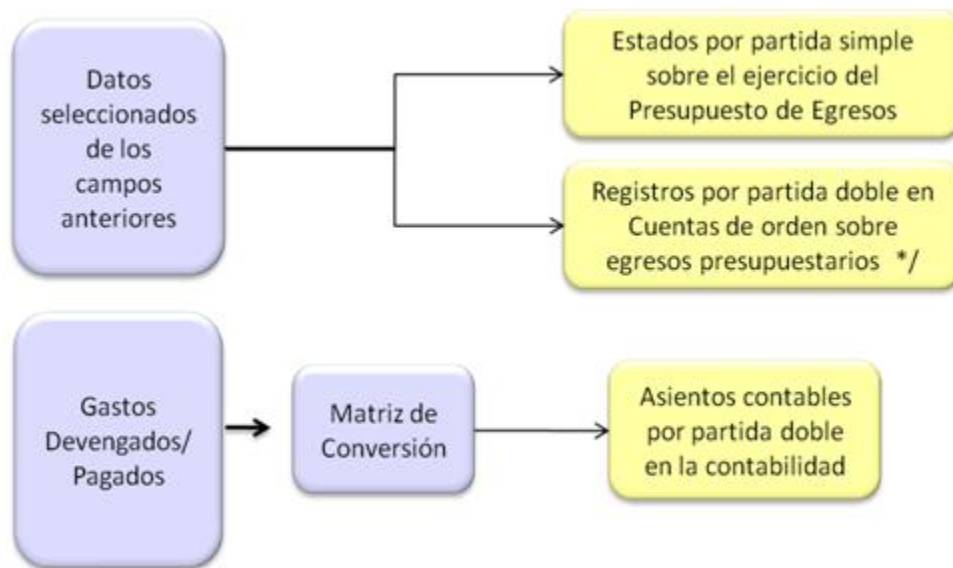 Datos
seleccionados
de los
campos
anteriores
Estados por partida simple
sobre el ejercicio del
Presupuesto de Egresos
Registros por partida doble en
Cuentas de orden sobre
egresos presupuestarios */
Gastos
Devengados/
Pagados
Matriz de
Conversión
Asientos contables
por partida doble
en la contabilidad